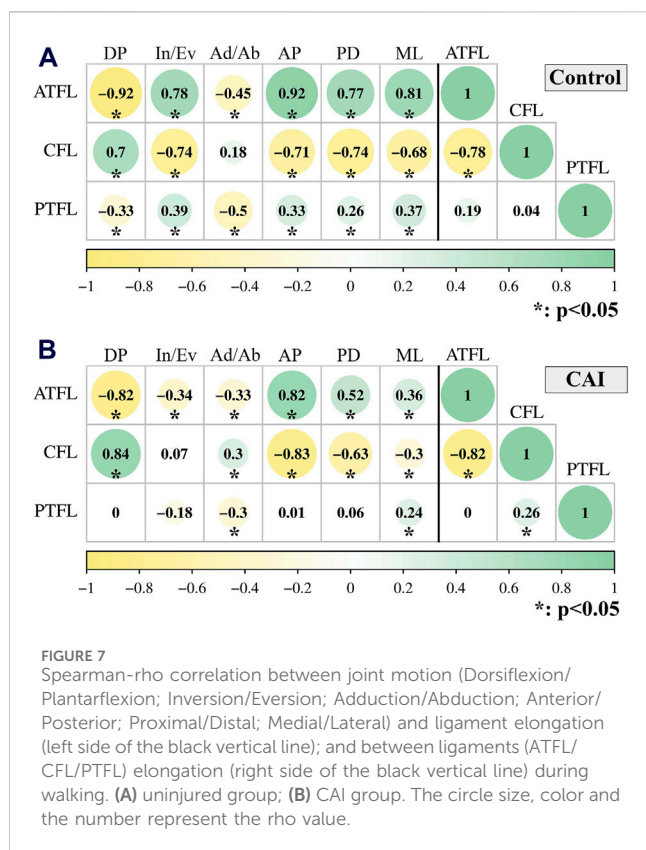 A
DP In/Ev Ad/Ab AP PD ML ATFL
Control
ATFL −0.92 0.78 −0.45 0.92 0.77 0.81 1
* * * * * *
CFL
CFL 0.7 −0.74 0.18 −0.71 −0.74 −0.68 −0.78 1
* * * * * *
PTFL
PTFL −0.33 0.39 −0.5 0.33 0.26 0.37 0.19 0.04 1
* * * * * *
−1 −0.8 −0.6 −0.4 −0.2 0 0.2 0.4 0.6 0.8 1
*: p<0.05
B
DP In/Ev Ad/Ab AP PD ML ATFL
CAI
ATFL −0.82 −0.34 −0.33 0.82 0.52 0.36 1
* * * * * *
CFL
CFL 0.84 0.07 0.3 −0.83 −0.63 −0.3 −0.82 1
* * * * * *
PTFL
PTFL 0 −0.18 −0.3 0.01 0.06 0.24 0 0.26 1
* * *
−1 −0.8 −0.6 −0.4 −0.2 0 0.2 0.4 0.6 0.8 1
*: p<0.05
FIGURE 7
Spearman-rho correlation between joint motion (Dorsiflexion/
Plantarflexion; Inversion/Eversion; Adduction/Abduction; Anterior/
Posterior; Proximal/Distal; Medial/Lateral) and ligament elongation
(left side of the black vertical line); and between ligaments (ATFL/
CFL/PTFL) elongation (right side of the black vertical line) during
walking. (A) uninjured group; (B) CAI group. The circle size, color and
the number represent the rho value.